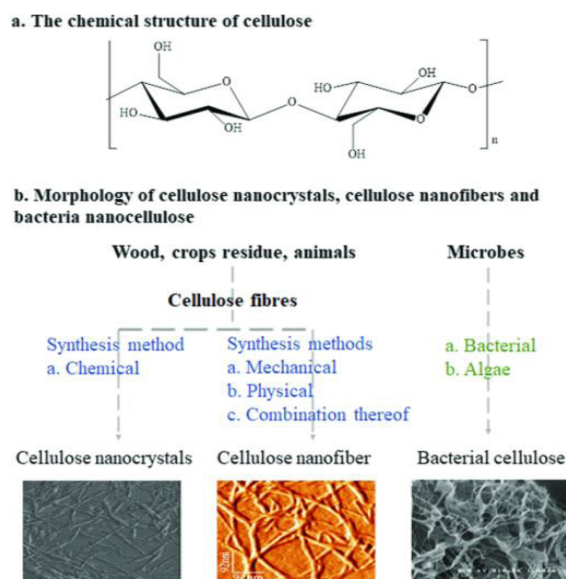 a. The chemical structure of cellulose
OH
O
HO
OH
O
HO
OH
O
O
OH
n
b. Morphology of cellulose nanocrystals, cellulose nanofibers and
bacteria nanocellulose
Wood, crops residue, animals
Microbes
Cellulose fibres
Synthesis method
a. Chemical
Synthesis methods
a. Mechanical
b. Physical
c. Combination thereof
a. Bacterial
b. Algae
Cellulose nanocrystals
Cellulose nanofiber
Bacterial cellulose
92nm